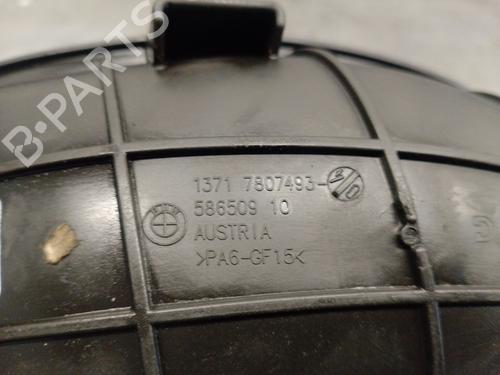 B-PARTS
1371 7807493-
586509 10
AUSTRIA
>PA6-GF15<